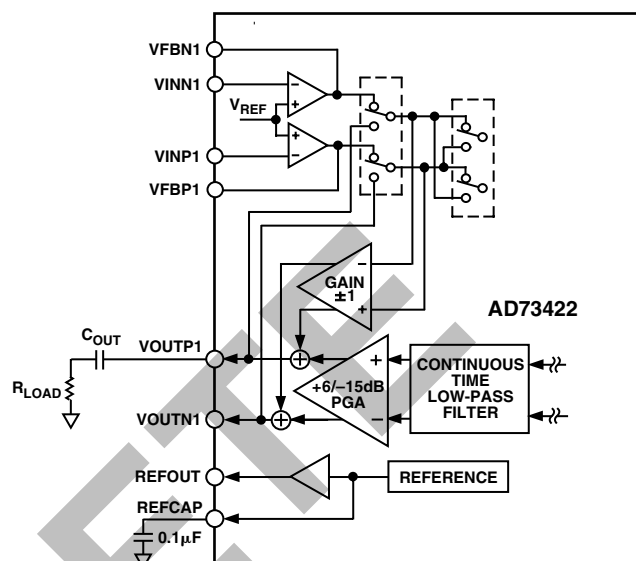 VFBN1
VINN1
VREF
VINP1
VFBP1
GAIN
±1
AD73422
COUT
VOUTP1
RLOAD
+6/–15dB
PGA
CONTINUOUS
TIME
LOW-PASS
FILTER
VOUTN1
REFOUT
REFERENCE
REFCAP
0.1μF
ETE